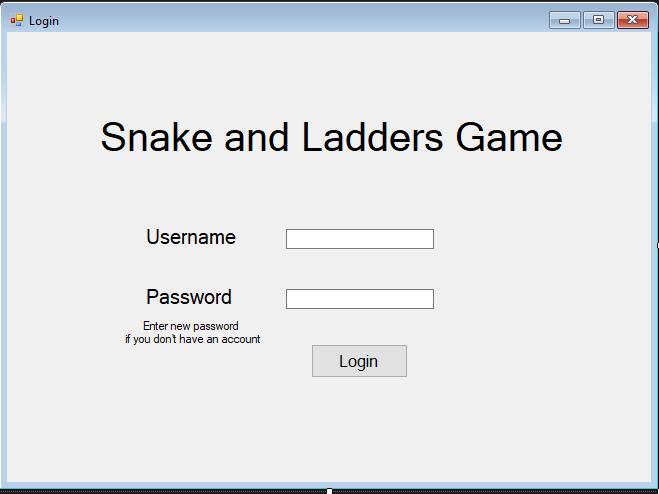 Login
Snake and Ladders Game
Username
Password
Enter new password
if you don't have an account
Login